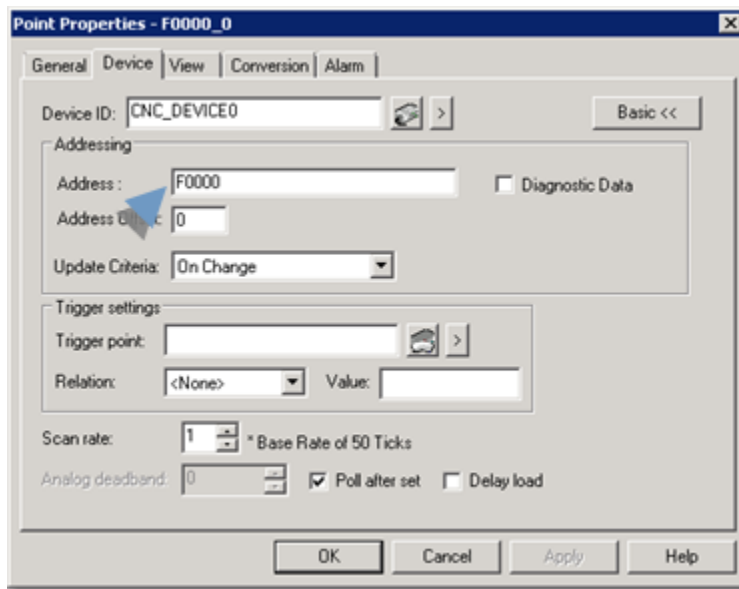 Point Properties - F0000_0
General Device View Conversion Alarm
Device ID: CNC_DEVICE0 > Basic <<
Addressing
Address : F0000 Diagnostic Data
Address 0
Update Criteria: On Change
Trigger settings
Trigger point: >
Relation: <None> Value:
Scan rate: 1 * Base Rate of 50 Ticks
Analog deadband: 0 Poll after set Delay load
OK Cancel Apply Help